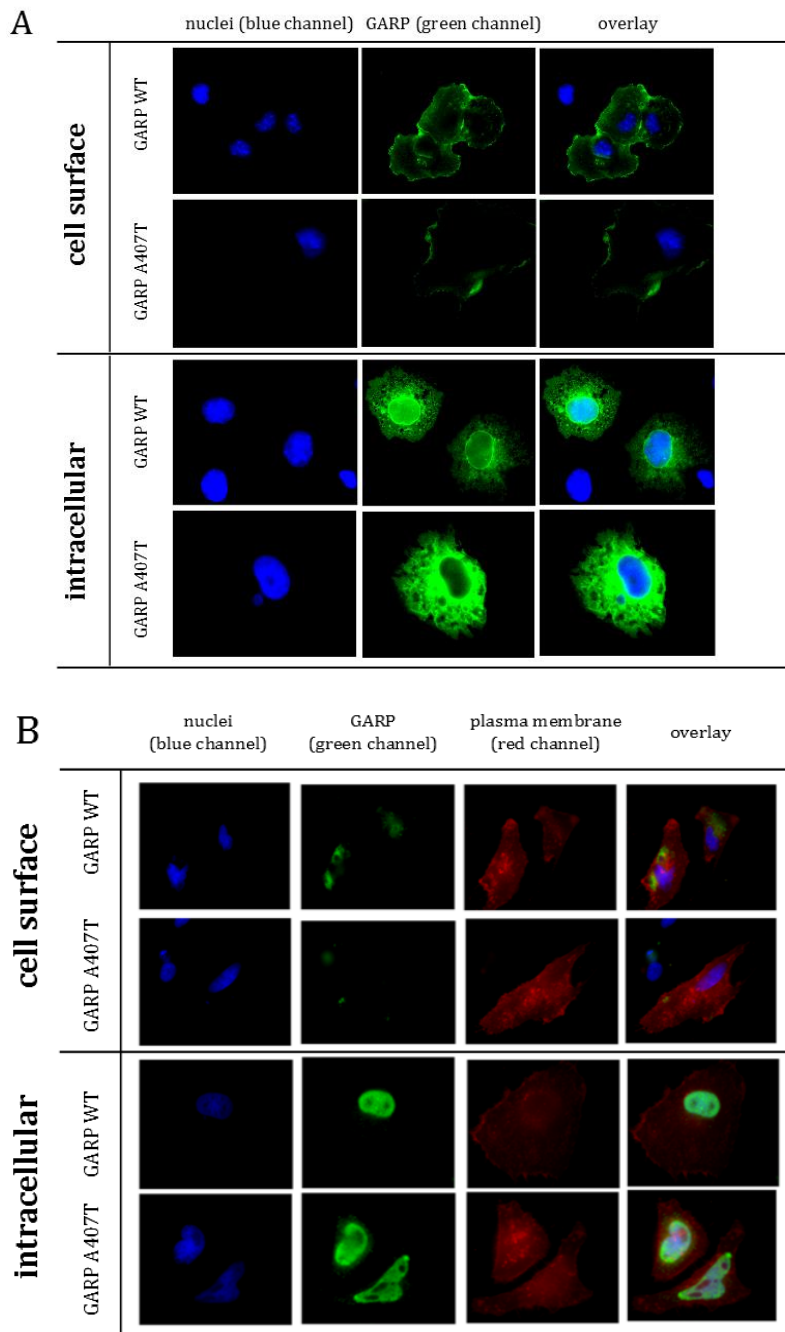 A
nuclei (blue channel) GARP (green channel) overlay
cell surface
GARP WT
GARP A407T
intracellular
GARP WT
GARP A407T
B
nuclei
(blue channel)
GARP
(green channel)
plasma membrane
(red channel)
overlay
cell surface
GARP WT
GARP A407T
intracellular
GARP WT
GARP A407T